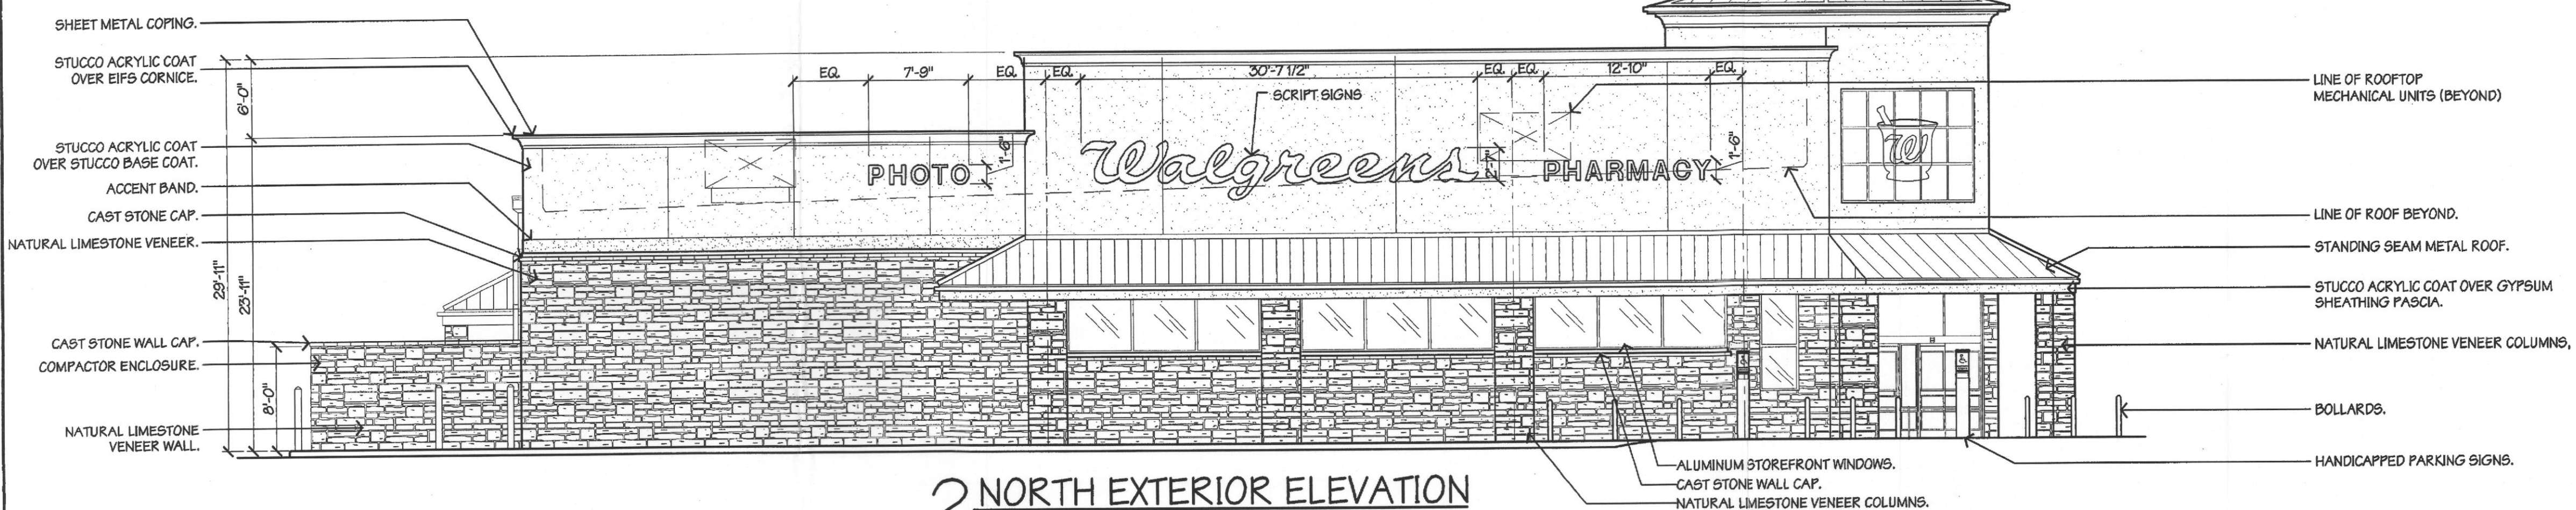 SHEET METAL COPING.
STUCCO ACRYLIC COAT
OVER EIFS CORNICE.
STUCCO ACRYLIC COAT
OVER STUCCO BASE COAT.
ACCENT BAND.
CAST STONE CAP.
NATURAL LIMESTONE VENEER.
CAST STONE WALL CAP.
COMPACTOR ENCLOSURE.
NATURAL LIMESTONE
VENEER WALL.
29'-11"
6'-0"
23'-11"
8'-0"
EQ. 7'-9" EQ. EQ. 30'-7 1/2" EQ. EQ. 12'-10" EQ.
SCRIPT SIGNS
1'-6"
PHOTO
Walgreens
2'-7"
PHARMACY
1'-6"
W
LINE OF ROOFTOP
MECHANICAL UNITS (BEYOND)
LINE OF ROOF BEYOND.
STANDING SEAM METAL ROOF.
STUCCO ACRYLIC COAT OVER GYPSUM
SHEATHING FASCIA.
NATURAL LIMESTONE VENEER COLUMNS,
BOLLARDS.
HANDICAPPED PARKING SIGNS.
ALUMINUM STOREFRONT WINDOWS.
CAST STONE WALL CAP.
NATURAL LIMESTONE VENEER COLUMNS.
2 NORTH EXTERIOR ELEVATION